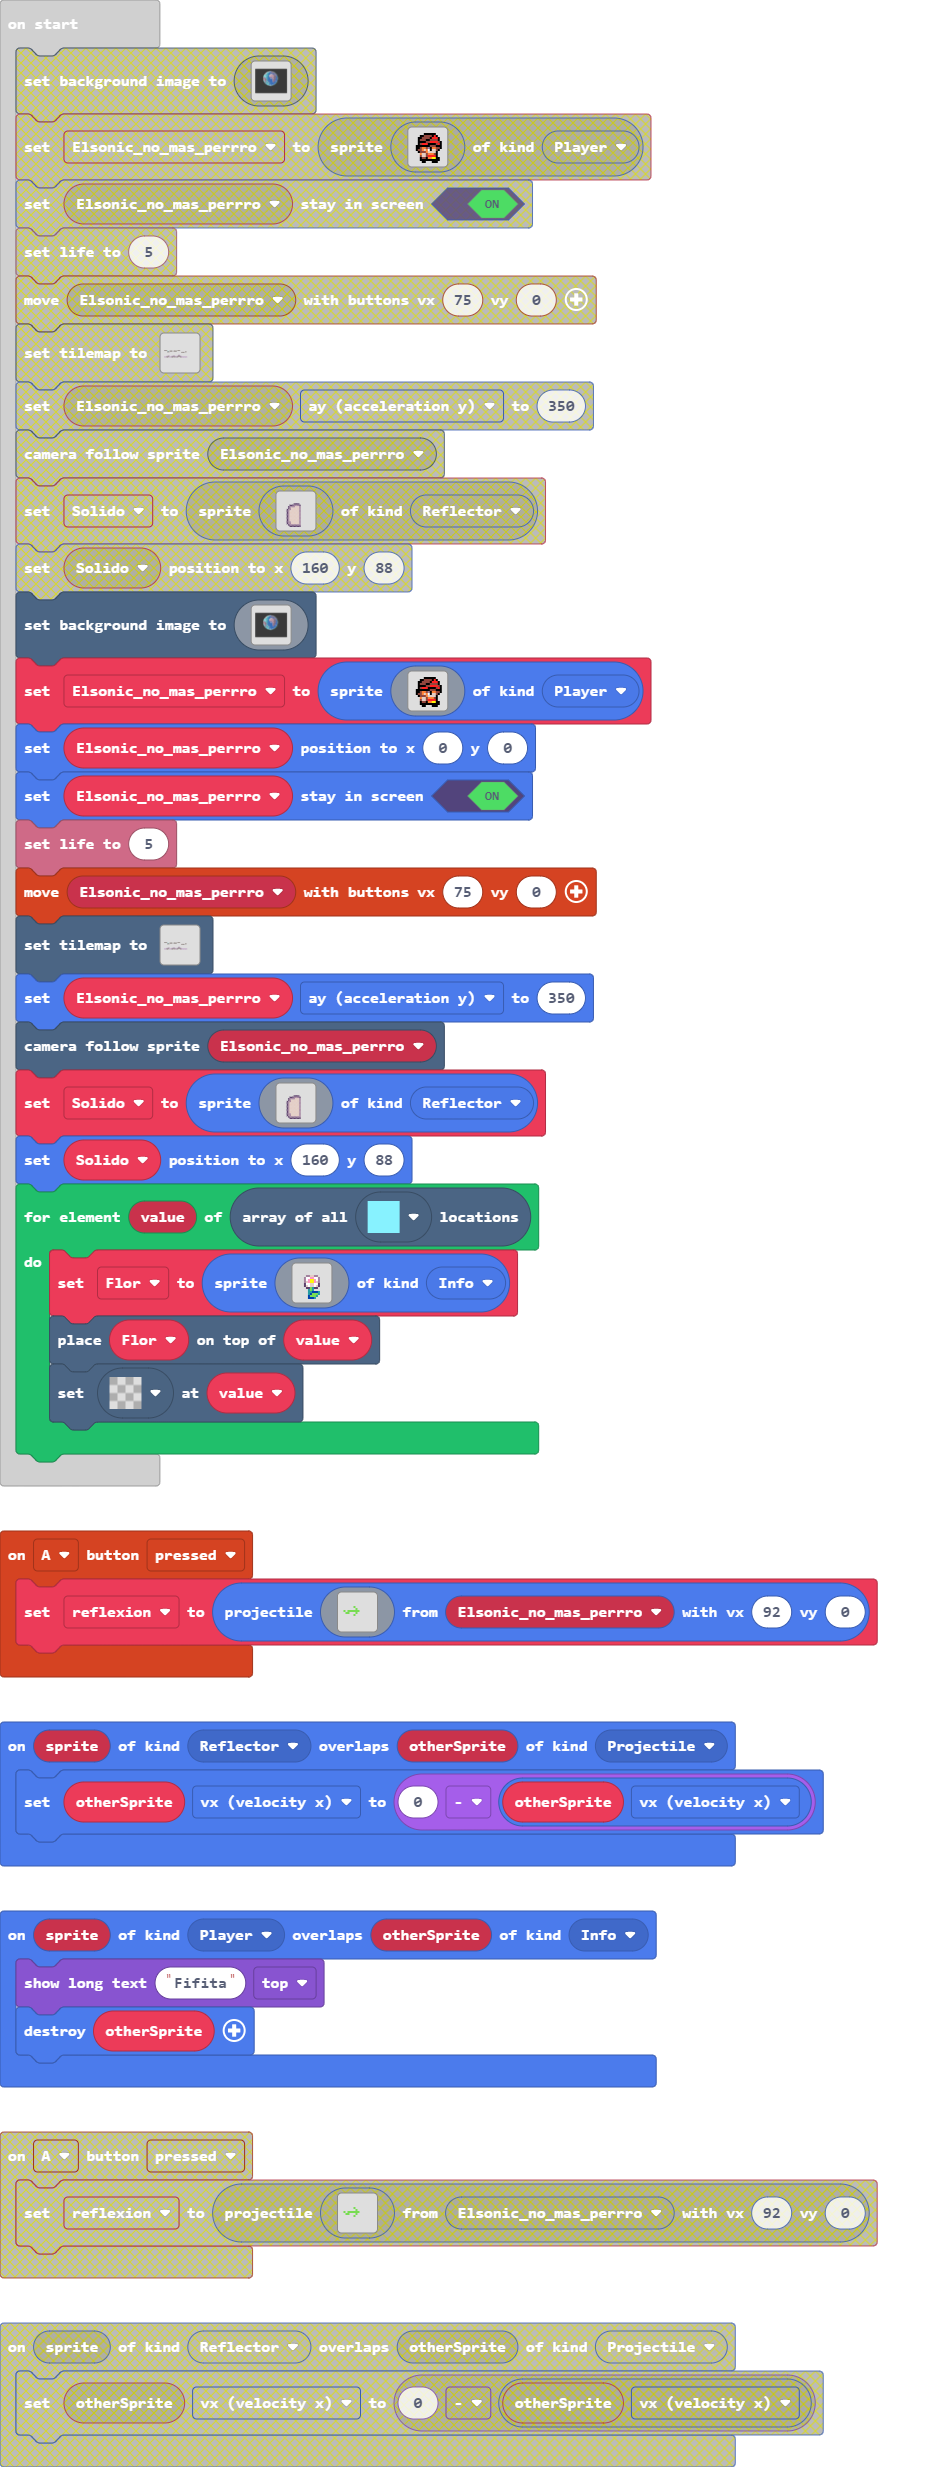 on start
set background image to
set Elsonic_no_mas_perrro to sprite of kind Player
set Elsonic_no_mas_perrro stay in screen ON
set life to 5
move Elsonic_no_mas_perrro with buttons vx 75 vy 0
set tilemap to
set Elsonic_no_mas_perrro ay (acceleration y) to 350
camera follow sprite Elsonic_no_mas_perrro
set Solido to sprite of kind Reflector
set Solido position to x 160 y 88
set background image to
set Elsonic_no_mas_perrro to sprite of kind Player
set Elsonic_no_mas_perrro position to x 0 y 0
set Elsonic_no_mas_perrro stay in screen ON
set life to 5
move Elsonic_no_mas_perrro with buttons vx 75 vy 0
set tilemap to
set Elsonic_no_mas_perrro ay (acceleration y) to 350
camera follow sprite Elsonic_no_mas_perrro
set Solido to sprite of kind Reflector
set Solido position to x 160 y 88
for element value of array of all locations
do
set Flor to sprite of kind Info
place Flor on top of value
set at value
on A button pressed
set reflexion to projectile from Elsonic_no_mas_perrro with vx 92 vy 0
on sprite of kind Reflector overlaps otherSprite of kind Projectile
set otherSprite vx (velocity x) to 0 - otherSprite vx (velocity x)
on sprite of kind Player overlaps otherSprite of kind Info
show long text "Fifita" top
destroy otherSprite
on A button pressed
set reflexion to projectile from Elsonic_no_mas_perrro with vx 92 vy 0
on sprite of kind Reflector overlaps otherSprite of kind Projectile
set otherSprite vx (velocity x) to 0 - otherSprite vx (velocity x)